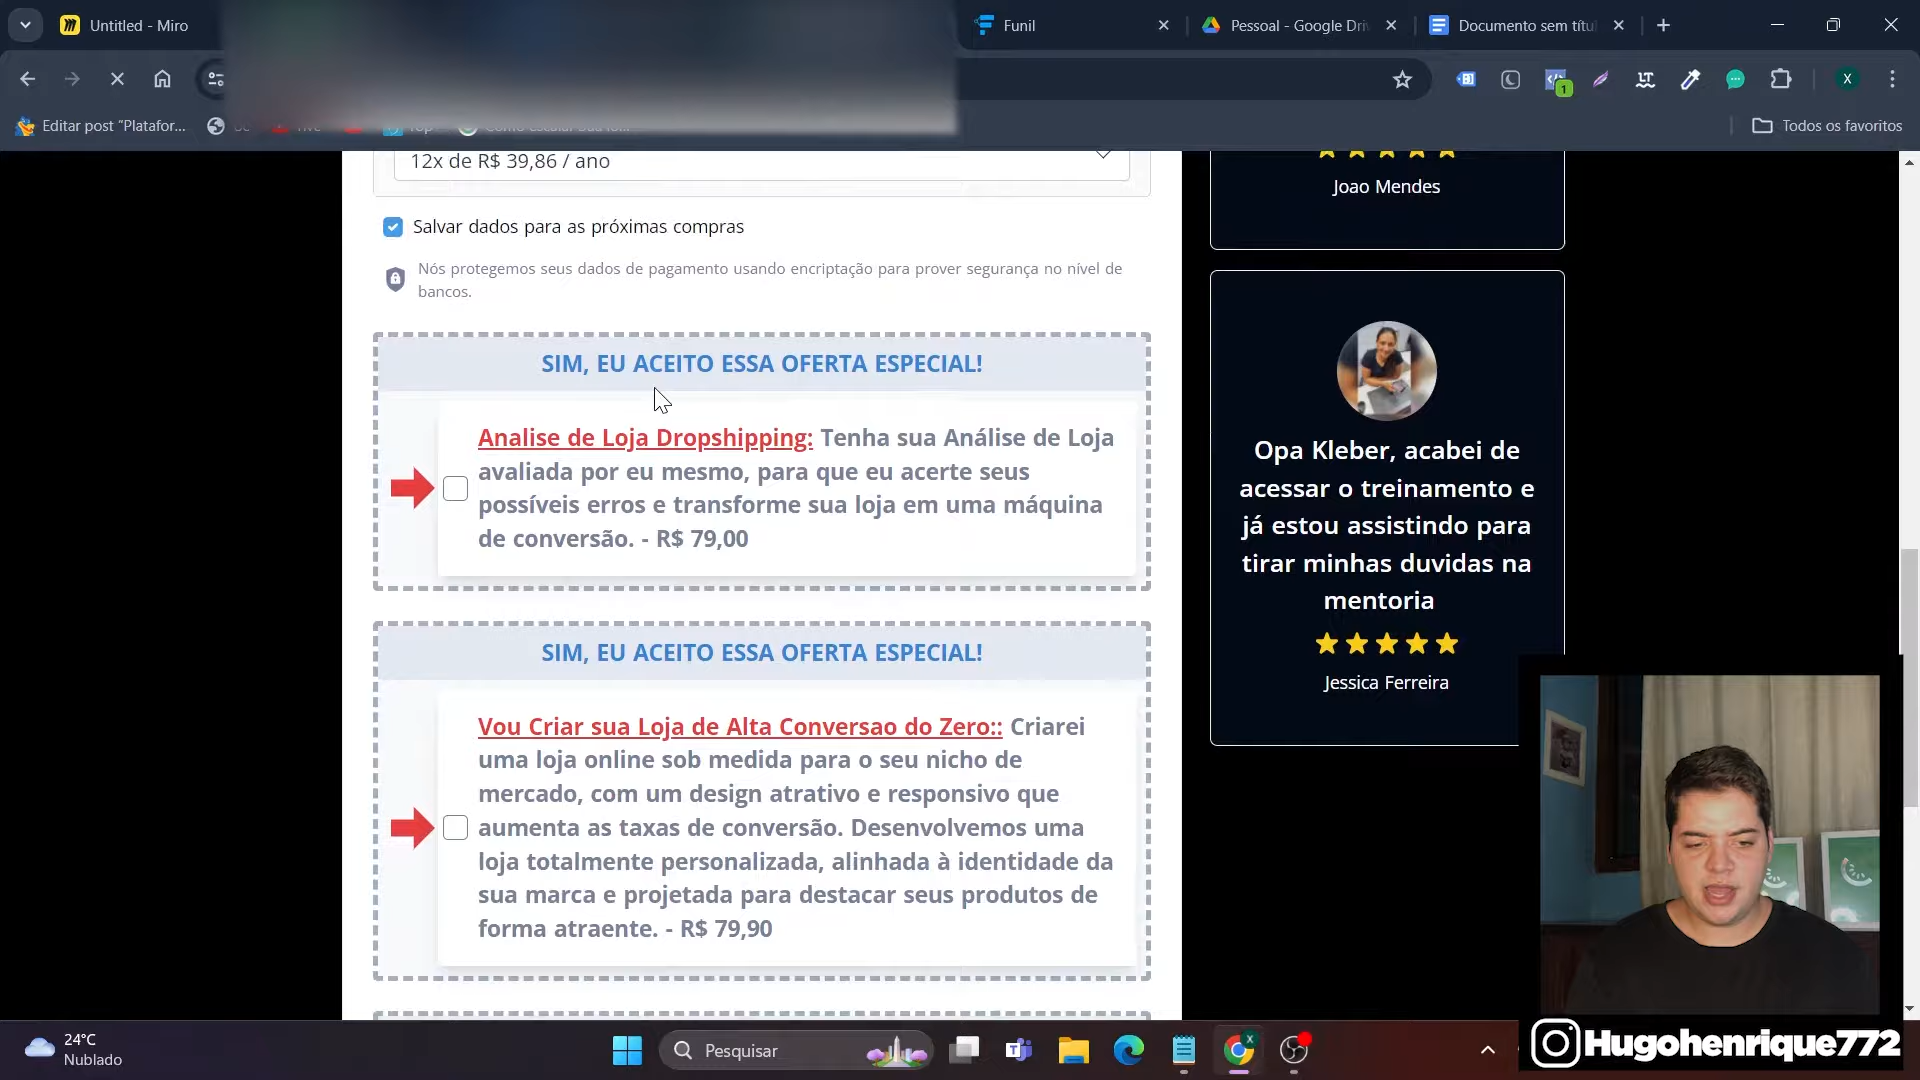 Untitled - Miro
Funil
Pessoal - Google Dri
Documento sem títu
1
X
Editar post “Platafor...
Todos os favoritos
12x de R$ 39,86 / ano
Salvar dados para as próximas compras
Nós protegemos seus dados de pagamento usando encriptação para prover segurança no nível de
bancos.
SIM, EU ACEITO ESSA OFERTA ESPECIAL!
Analise de Loja Dropshipping: Tenha sua Análise de Loja
avaliada por eu mesmo, para que eu acerte seus
possíveis erros e transforme sua loja em uma máquina
de conversão. - R$ 79,00
SIM, EU ACEITO ESSA OFERTA ESPECIAL!
Vou Criar sua Loja de Alta Conversao do Zero:: Criarei
uma loja online sob medida para o seu nicho de
mercado, com um design atrativo e responsivo que
aumenta as taxas de conversão. Desenvolvemos uma
loja totalmente personalizada, alinhada à identidade da
sua marca e projetada para destacar seus produtos de
forma atraente. - R$ 79,90
Joao Mendes
Opa Kleber, acabei de
acessar o treinamento e
já estou assistindo para
tirar minhas duvidas na
mentoria
Jessica Ferreira
24°C
Nublado
Pesquisar
Hugohenrique772